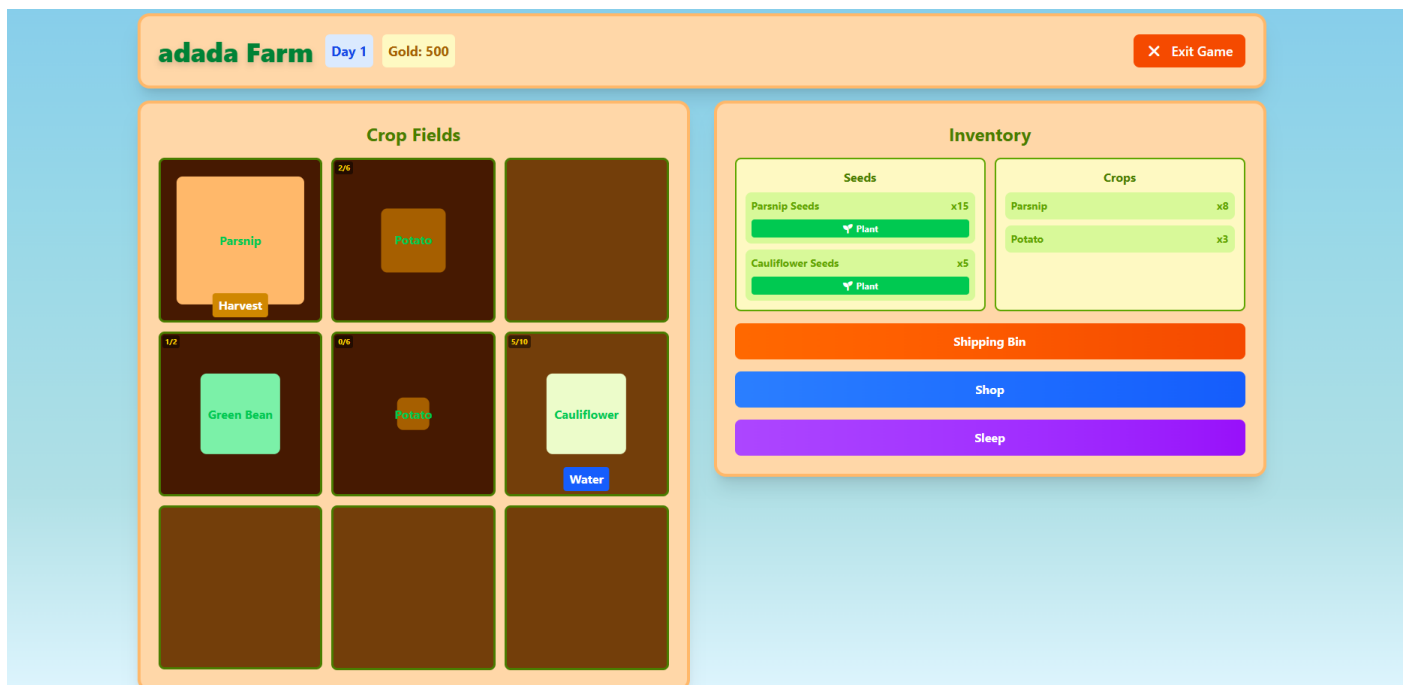 adada Farm
Day 1
Gold: 500
Exit Game
Crop Fields
Parsnip
Harvest
2/6
Potato
1/2
Green Bean
0/6
Potato
5/10
Cauliflower
Water
Inventory
Seeds
Parsnip Seeds x15
Plant
Cauliflower Seeds x5
Plant
Crops
Parsnip x8
Potato x3
Shipping Bin
Shop
Sleep